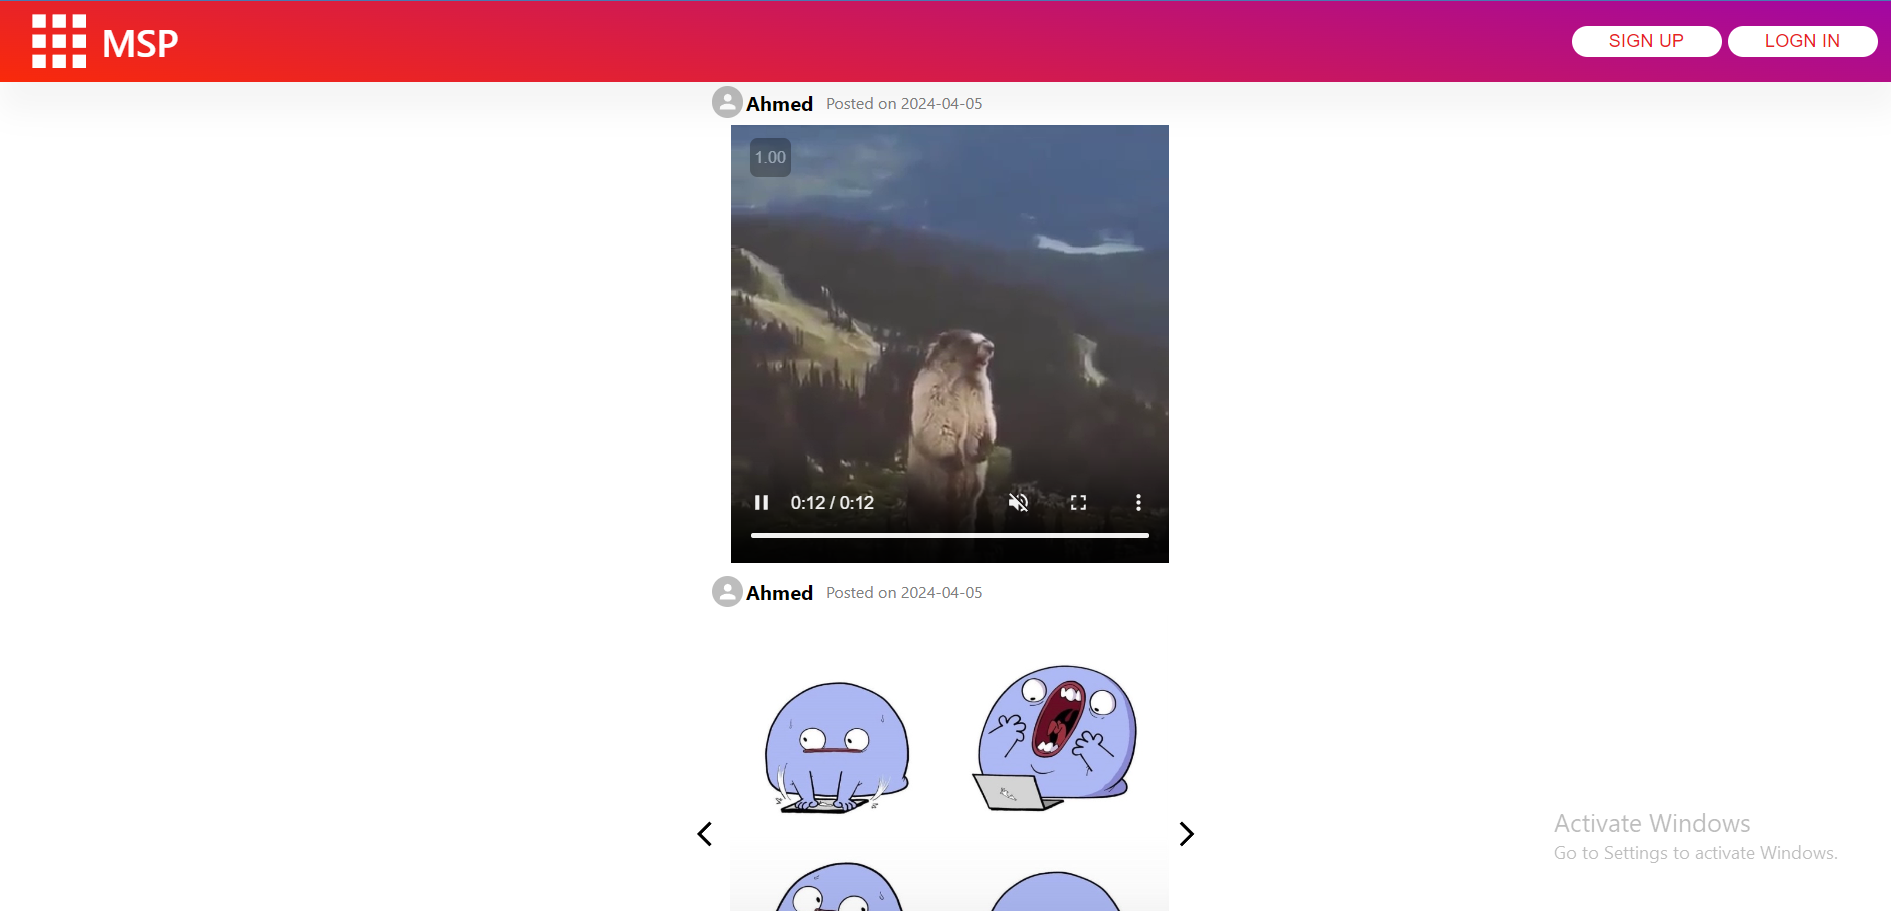 MSP
SIGN UP
LOGN IN
Ahmed Posted on 2024-04-05
1.00
0:12 / 0:12
Ahmed Posted on 2024-04-05
Activate Windows
Go to Settings to activate Windows.